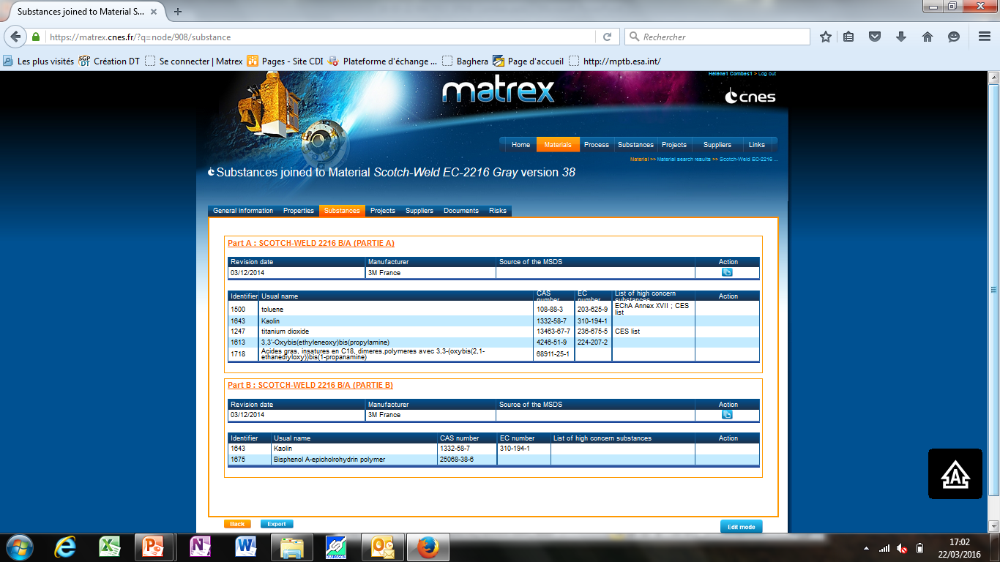 Substances joined to Material S...
https://matrex.cnes.fr/?q=node/908/substance
Rechercher
Les plus visités Création DT Se connecter | Matrex Pages - Site CDI Plateforme d'échange ... Baghera Page d'accueil http://mptb.esa.int/
Hélène1 Combes1 > Log out
matrex
cnes
Home Materials Process Substances Projects Suppliers Links
Material >> Material search results >> Scotch-Weld EC-2216 ...
Substances joined to Material Scotch-Weld EC-2216 Gray version 38
General information Properties Substances Projects Suppliers Documents Risks
Part A : SCOTCH-WELD 2216 B/A (PARTIE A)
Revision date Manufacturer Source of the MSDS Action
03/12/2014 3M France
Identifier Usual name CAS number EC number List of high concern substances Action
1500 toluene 108-88-3 203-625-9 EChA Annex XVII ; CES list
1643 Kaolin 1332-58-7 310-194-1
1247 titanium dioxide 13463-67-7 236-675-5 CES list
1613 3,3'-Oxybis(ethyleneoxy)bis(propylamine) 4246-51-9 224-207-2
1718 Acides gras, insatures en C18, dimeres,polymeres avec 3,3-(oxybis(2,1-
ethanediyloxy))bis(1-propanamine) 68911-25-1
Part B : SCOTCH-WELD 2216 B/A (PARTIE B)
Revision date Manufacturer Source of the MSDS Action
03/12/2014 3M France
Identifier Usual name CAS number EC number List of high concern substances Action
1643 Kaolin 1332-58-7 310-194-1
1675 Bisphenol A-epicholrohydrin polymer 25068-38-6
A
Back Export Edit mode
17:02
22/03/2016